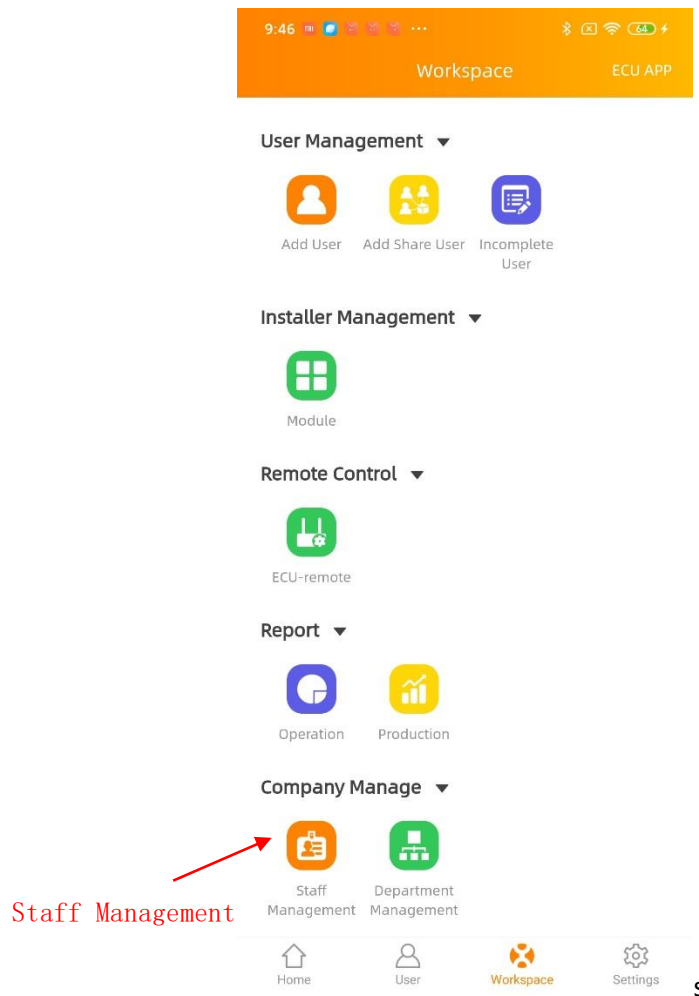 9:46 mi ··· 64
Workspace ECU APP
User Management
Add User Add Share User Incomplete
User
Installer Management
Module
Remote Control
ECU-remote
Report
Operation Production
Company Manage
Staff Department
Management Management
Staff Management
Home User Workspace Settings
s